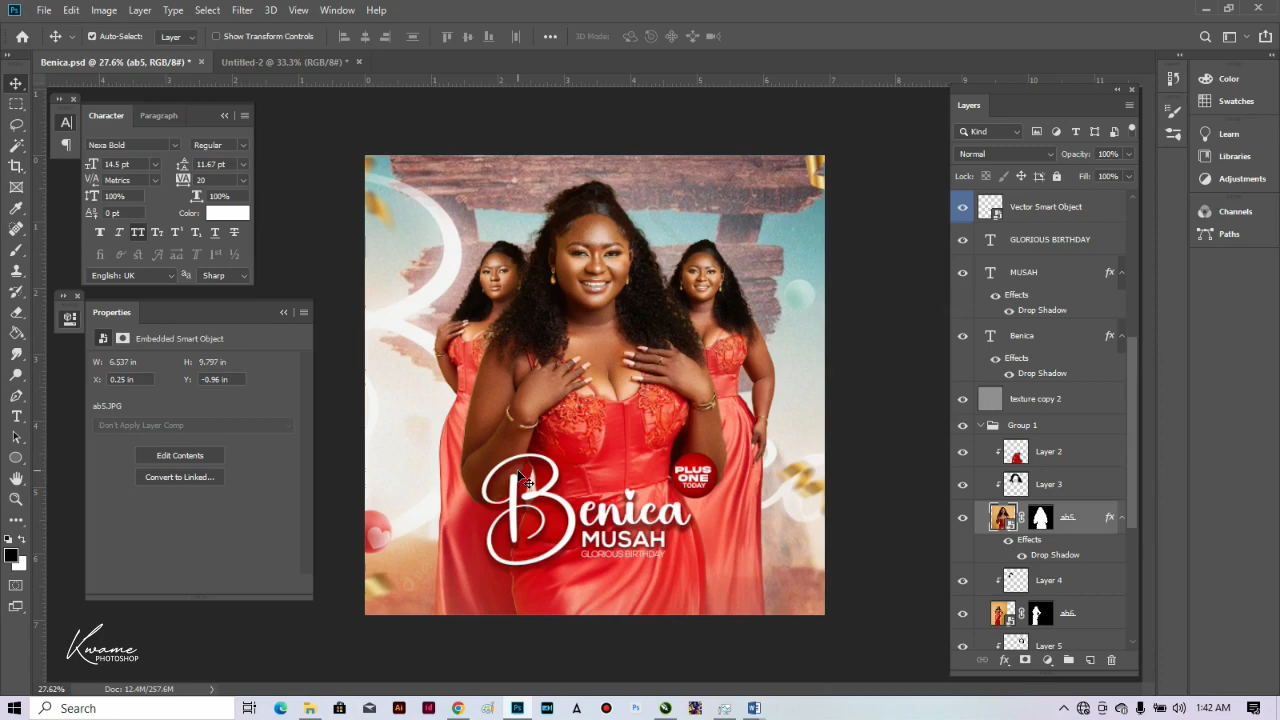 Ps File Edit Image Layer Type Select Filter 3D View Window Help
Auto-Select: Layer Show Transform Controls 3D Mode:
Benica.psd @ 27.6% (ab5, RGB/8#) * × Untitled-2 @ 33.3% (RGB/8#) * ×
Character Paragraph
Nexa Bold Regular
14.5 pt 11.67 pt
Metrics 20
100% 100%
0 pt Color:
English: UK Sharp
Properties
Embedded Smart Object
W: 6.537 in H: 9.797 in
X: 0.25 in Y: -0.96 in
ab5.JPG
Don't Apply Layer Comp
Edit Contents
Convert to Linked...
Kwame
PHOTOSHOP
PLUS
ONE
TODAY
Benica
MUSAH
GLORIOUS BIRTHDAY
Layers
Kind
Normal Opacity: 100%
Lock: Fill: 100%
Vector Smart Object
GLORIOUS BIRTHDAY
MUSAH fx
Effects
Drop Shadow
Benica fx
Effects
Drop Shadow
texture copy 2
Group 1
Layer 2
Layer 3
ab5 fx
Effects
Drop Shadow
Layer 4
ab6
Layer 5
Color
Swatches
Learn
Libraries
Adjustments
Channels
Paths
27.62% Doc: 12.4M/257.6M
Search
1:42 AM